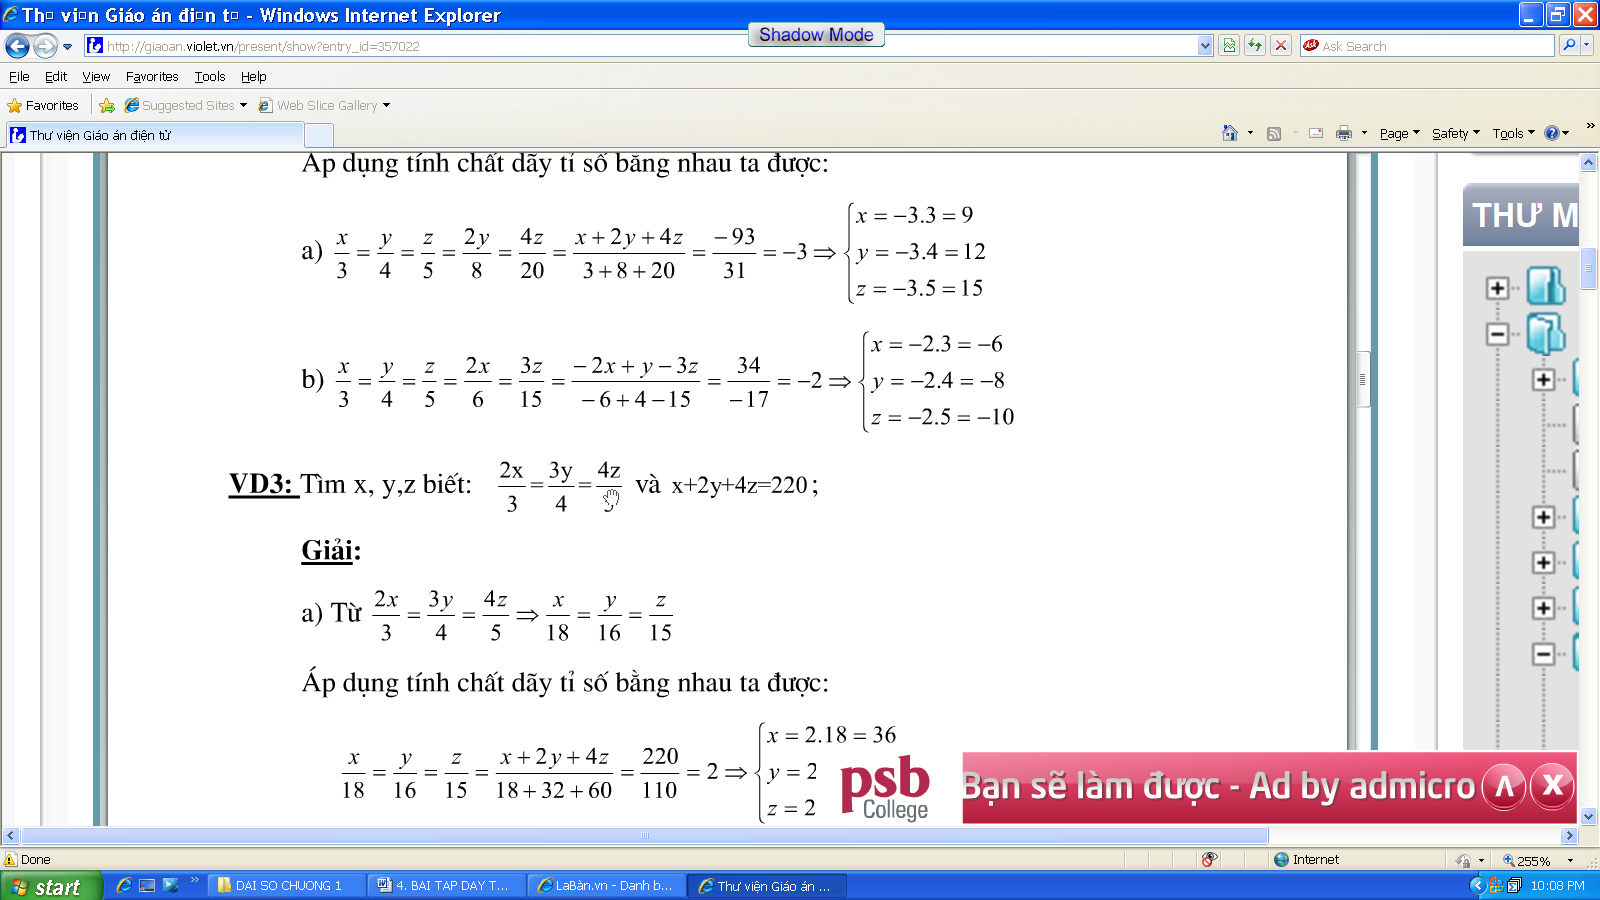 Thƣ viện Giáo án điện tử - Windows Internet Explorer
Shadow Mode
http://giaoan.violet.vn/present/show?entry_id=357022
Ask Search
File Edit View Favorites Tools Help
Favorites Suggested Sites Web Slice Gallery
Thư viện Giáo án điện tử
Page Safety Tools
Áp dụng tính chất dãy tỉ số bằng nhau ta được:
a) x/3 = y/4 = z/5 = 2y/8 = 4z/20 = (x + 2y + 4z)/(3 + 8 + 20) = −93/31 = −3 ⇒ { x = −3.3 = 9
y = −3.4 = 12
z = −3.5 = 15
b) x/3 = y/4 = z/5 = 2x/6 = 3z/15 = (−2x + y − 3z)/(−6 + 4 − 15) = 34/−17 = −2 ⇒ { x = −2.3 = −6
y = −2.4 = −8
z = −2.5 = −10
VD3: Tìm x, y,z biết: 2x/3 = 3y/4 = 4z/5 và x+2y+4z=220;
Giải:
a) Từ 2x/3 = 3y/4 = 4z/5 ⇒ x/18 = y/16 = z/15
Áp dụng tính chất dãy tỉ số bằng nhau ta được:
x/18 = y/16 = z/15 = (x + 2y + 4z)/(18 + 32 + 60) = 220/110 = 2 ⇒ { x = 2.18 = 36
y = 2
z = 2
THƯ M
psb
College
Bạn sẽ làm được - Ad by admicro
Done Internet 255%
start DAI SO CHUONG 1 4. BAI TAP DAY T... LaBàn.vn - Danh b... Thư viện Giáo án ... 10:08 PM